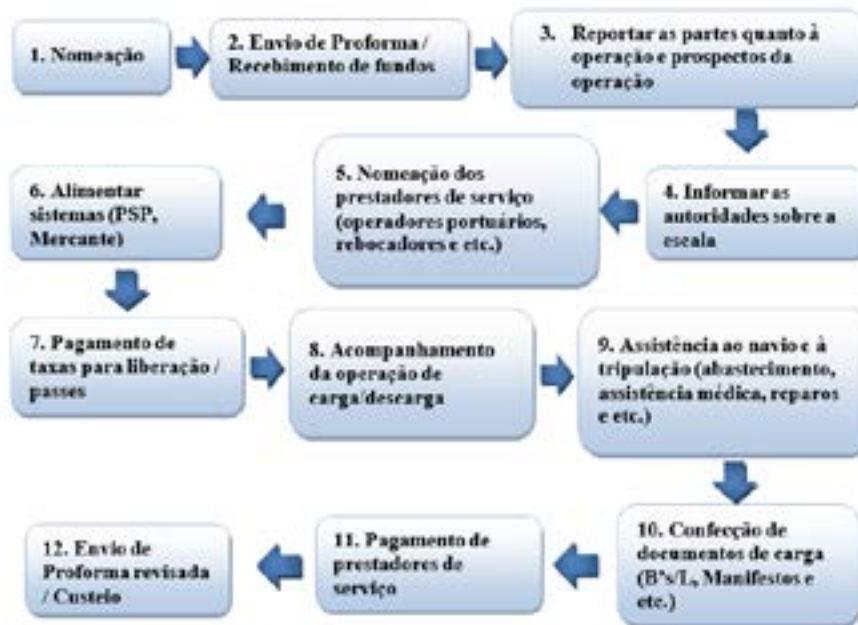 1. Nomeação
2. Envio de Proforma /
Recebimento de fundos
3. Reportar as partes quanto à
operação e prospectos da
operação
4. Informar as
autoridades sobre a
escala
5. Nomeação dos
prestadores de serviço
(operadores portuários,
rebocadores e etc.)
6. Alimentar
sistemas (PSP,
Mercante)
7. Pagamento de
taxas para liberação /
passes
8. Acompanhamento
da operação de
carga/descarga
9. Assistência ao navio e à
tripulação (abastecimento,
assistência médica, reparos
e etc.)
10. Confecção de
documentos de carga
(B's/L, Manifestos e
etc.)
11. Pagamento de
prestadores de
serviço
12. Envio de
Proforma revisada
/ Custeio